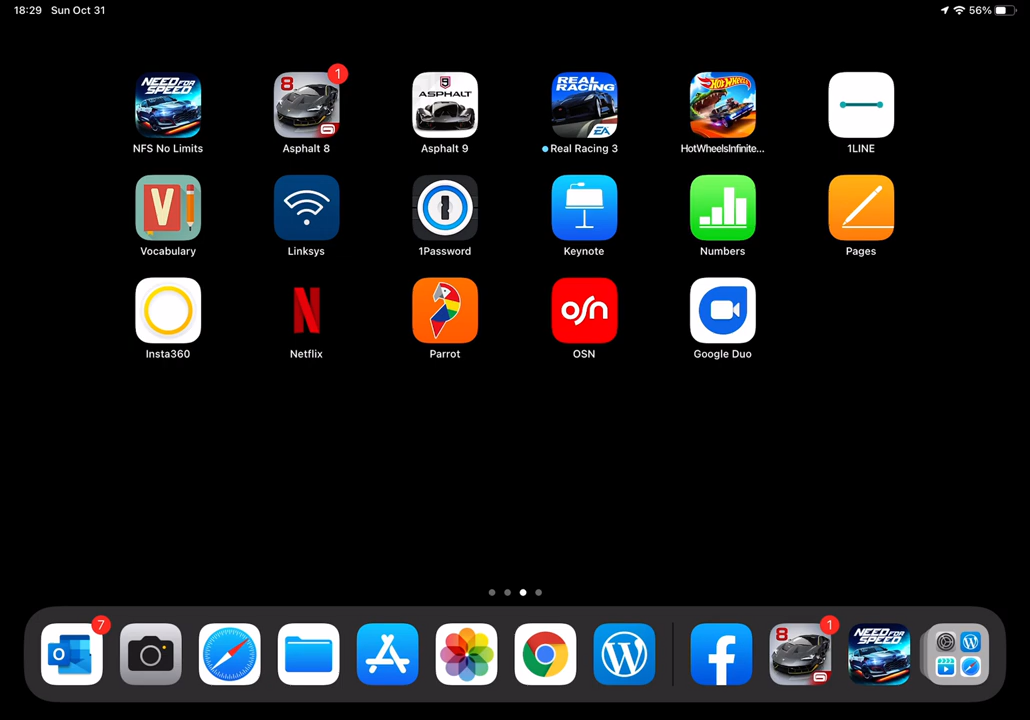 18:29 Sun Oct 31 56%
NEED FOR SPEED 8 1 9 ASPHALT REAL RACING EA Hot Wheels
NFS No Limits Asphalt 8 Asphalt 9 Real Racing 3 HotWheelsInfinite... 1LINE
V
Vocabulary Linksys 1Password Keynote Numbers Pages
N osn
Insta360 Netflix Parrot OSN Google Duo
O 7 W f 8 1 NEED FOR SPEED W